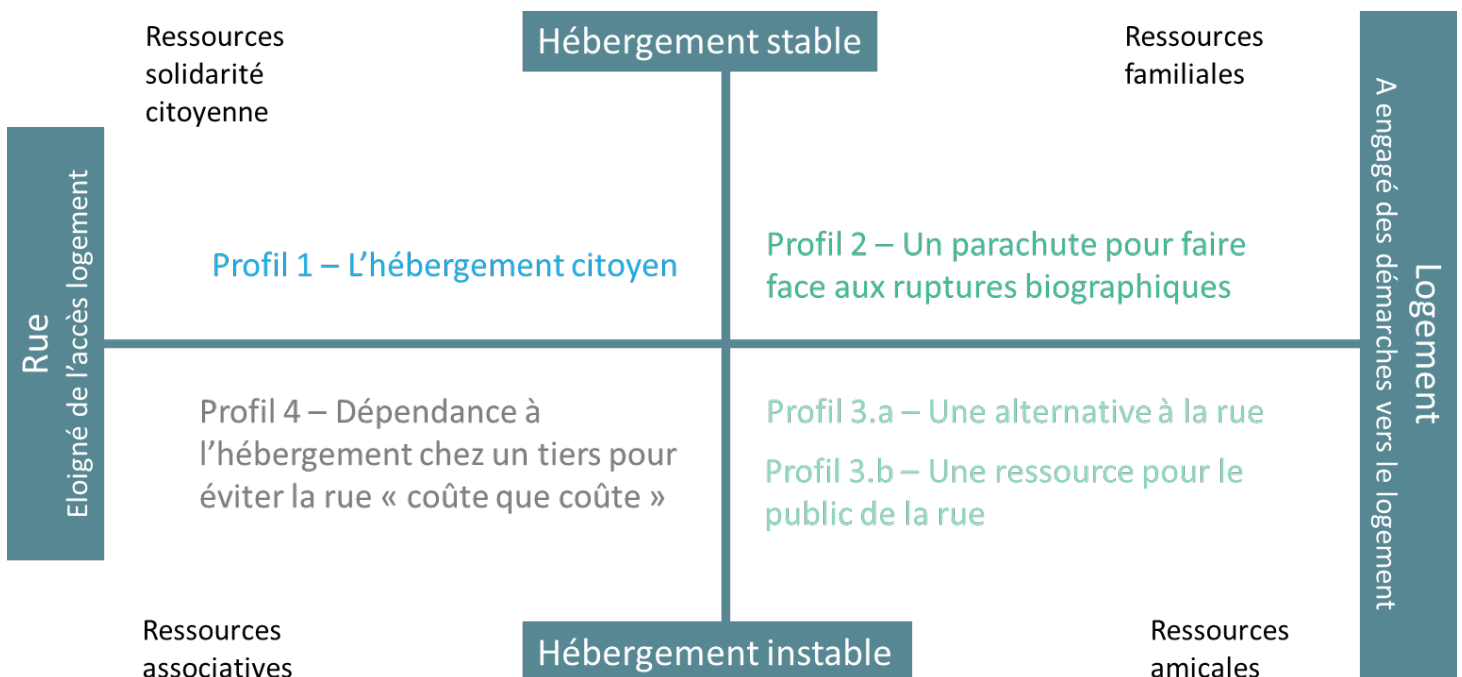 Ressources
solidarité
citoyenne
Hébergement stable
Ressources
familiales
Rue
Eloigné de l'accès logement
Logement
A engagé des démarches vers le logement
Profil 1 – L'hébergement citoyen
Profil 2 – Un parachute pour faire
face aux ruptures biographiques
Profil 4 – Dépendance à
l'hébergement chez un tiers pour
éviter la rue « coûte que coûte »
Profil 3.a – Une alternative à la rue
Profil 3.b – Une ressource pour le
public de la rue
Ressources
associatives
Hébergement instable
Ressources
amicales